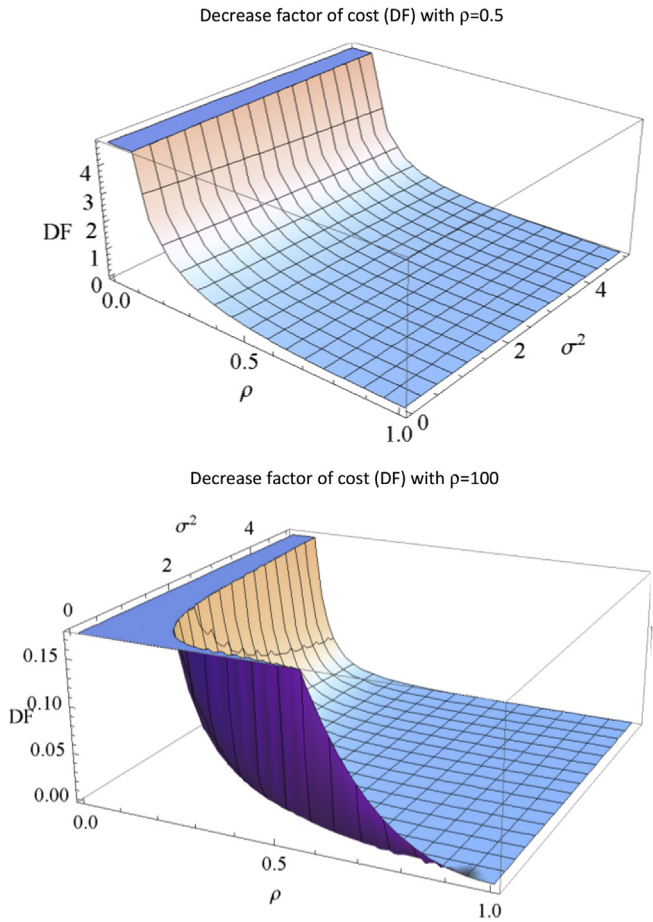 Decrease factor of cost (DF) with ρ=0.5
4
3
DF 2
1
0
0.0
0.5
ρ
1.0
0
2
σ²
4
Decrease factor of cost (DF) with ρ=100
σ²
4
2
0
0.15
0.10
DF
0.05
0.00
0.0
0.5
ρ
1.0